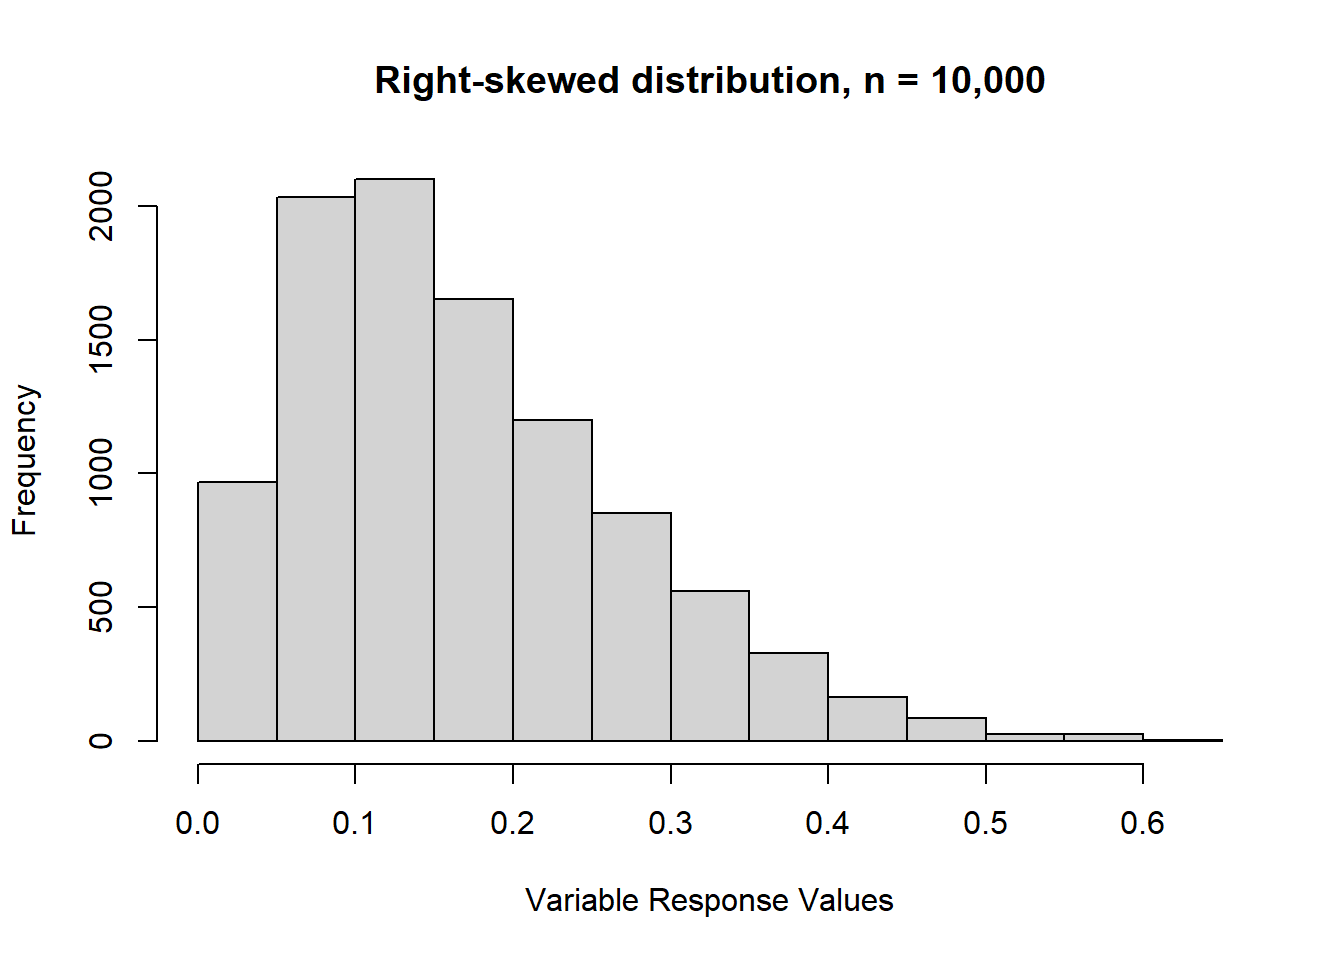 Right-skewed distribution, n = 10,000
Frequency
2000
1500
1000
500
0
0.0 0.1 0.2 0.3 0.4 0.5 0.6
Variable Response Values